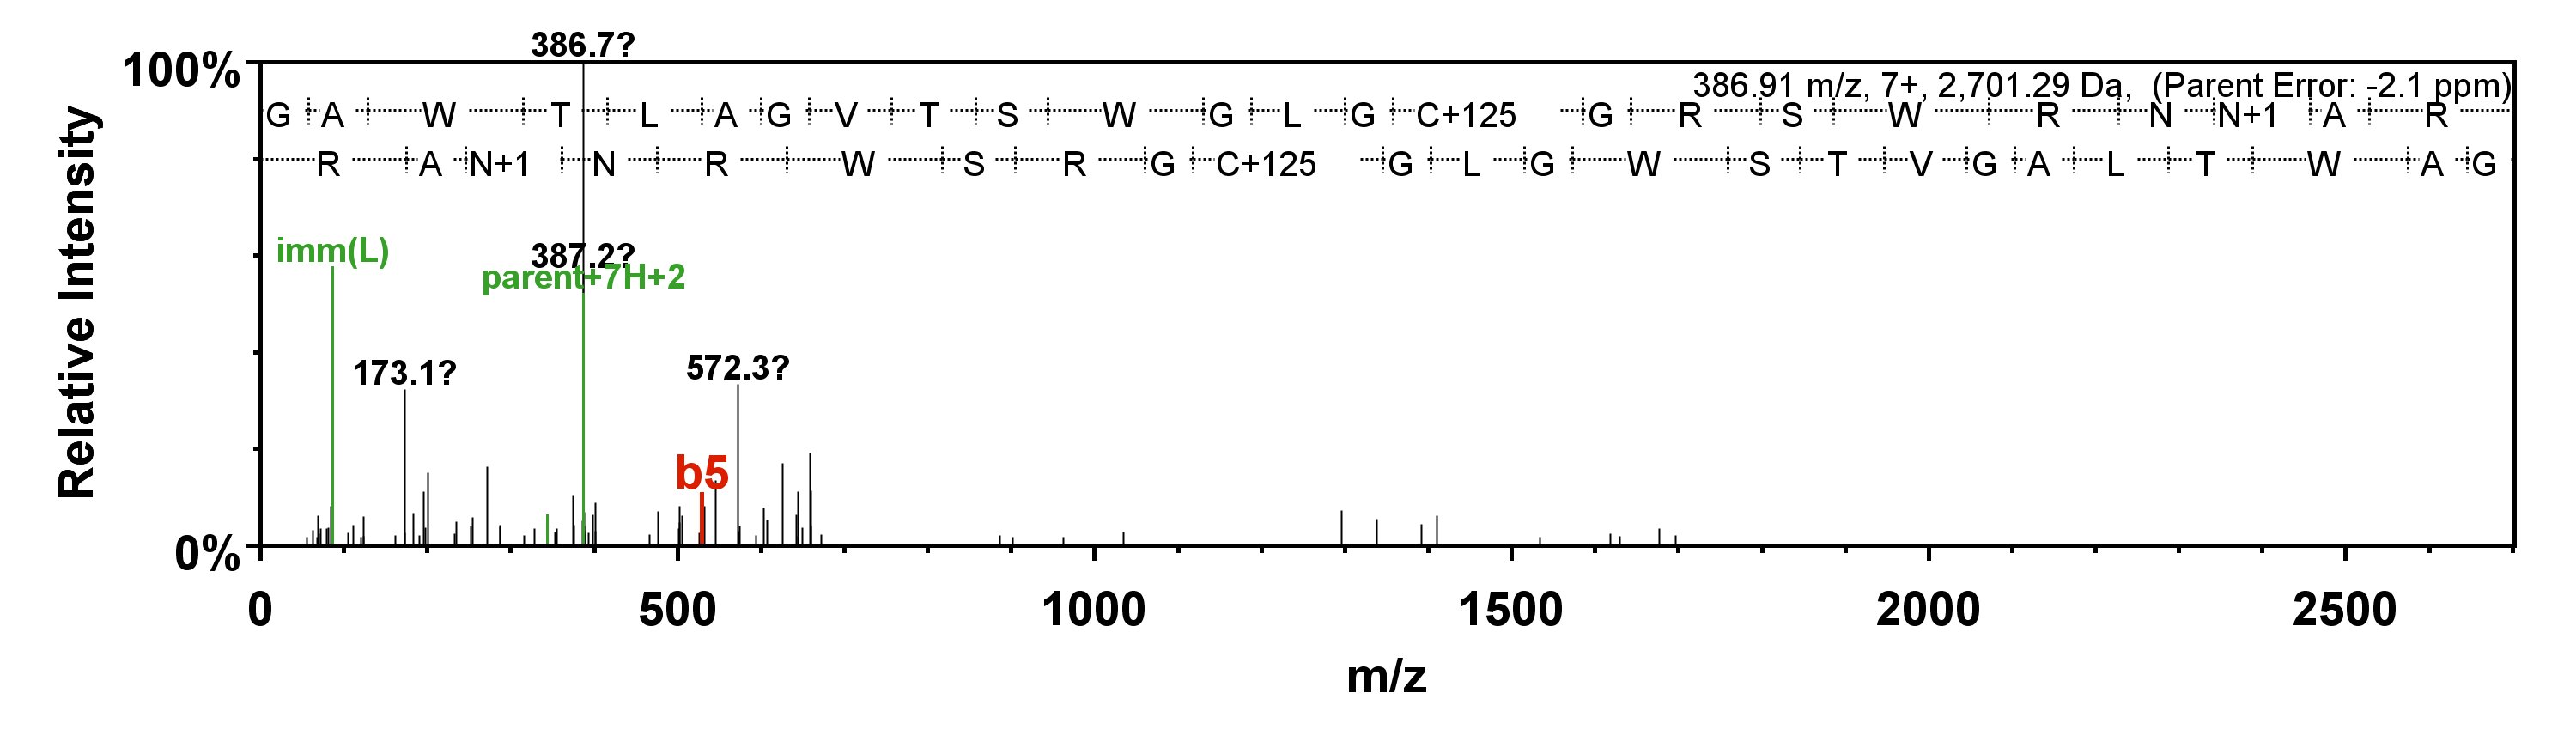 386.7?
100%
386.91 m/z, 7+, 2,701.29 Da, (Parent Error: -2.1 ppm)
G A W T L A G V T S W G L G C+125 G R S W R N N+1 A R
R A N+1 N R W S R G C+125 G L G W S T V G A L T W A G
imm(L)
387.2?
parent+7H+2
173.1?
572.3?
b5
Relative Intensity
0%
0 500 1000 1500 2000 2500
m/z